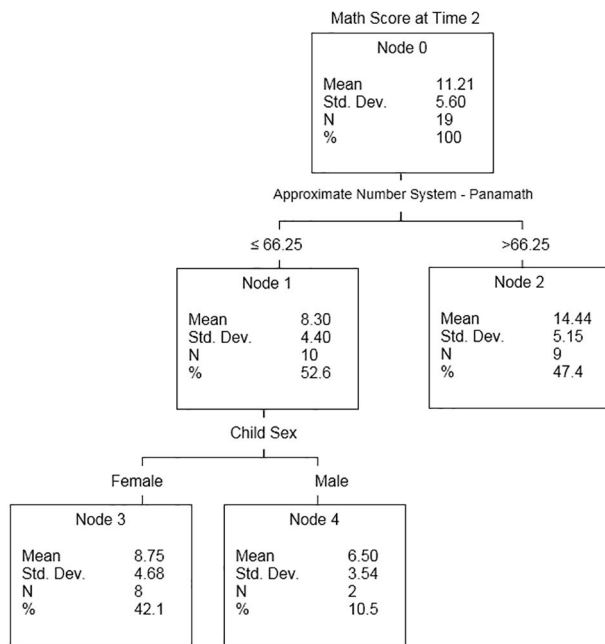 Math Score at Time 2
Node 0
Mean 11.21
Std. Dev. 5.60
N 19
% 100
Approximate Number System - Panamath
≤ 66.25
>66.25
Node 1
Mean 8.30
Std. Dev. 4.40
N 10
% 52.6
Node 2
Mean 14.44
Std. Dev. 5.15
N 9
% 47.4
Child Sex
Female
Male
Node 3
Mean 8.75
Std. Dev. 4.68
N 8
% 42.1
Node 4
Mean 6.50
Std. Dev. 3.54
N 2
% 10.5